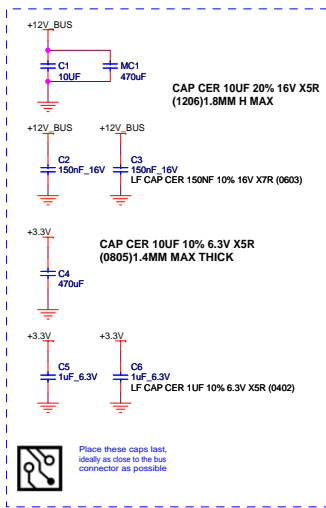 +12V_BUS
C1
10UF
MC1
470uF
CAP CER 10UF 20% 16V X5R
(1206)1.8MM H MAX
+12V_BUS
+12V_BUS
C2
150nF_16V
C3
150nF_16V
LF CAP CER 150NF 10% 16V X7R (0603)
+3.3V
CAP CER 10UF 10% 6.3V X5R
(0805)1.4MM MAX THICK
C4
470uF
+3.3V
+3.3V
C5
1uF_6.3V
C6
1uF_6.3V
LF CAP CER 1UF 10% 6.3V X5R (0402)
Place these caps last,
ideally as close to the bus
connector as possible